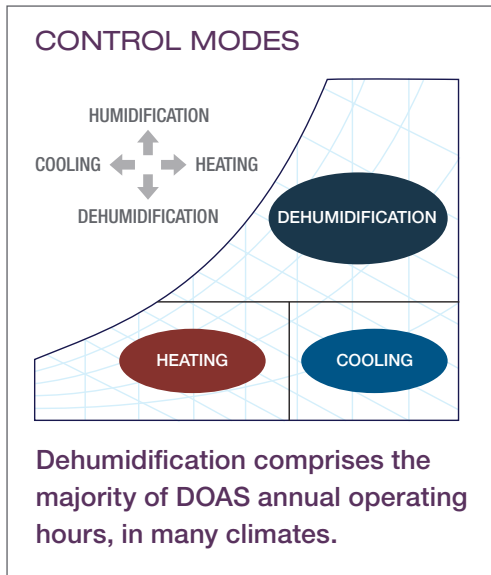 CONTROL MODES
HUMIDIFICATION
COOLING HEATING
DEHUMIDIFICATION
DEHUMIDIFICATION
HEATING COOLING
Dehumidification comprises the
majority of DOAS annual operating
hours, in many climates.